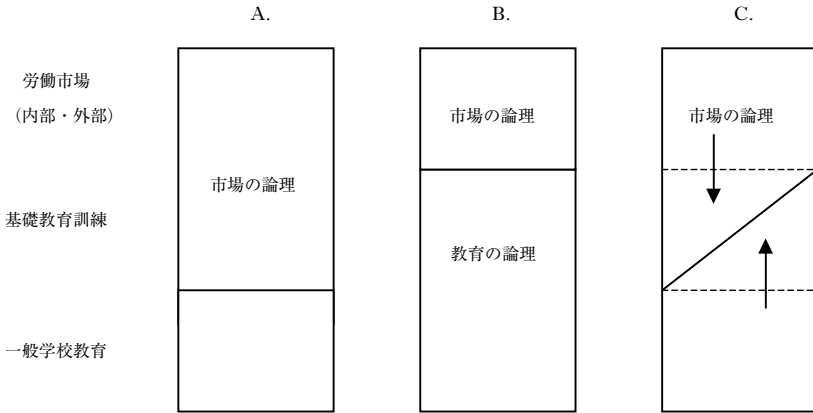 A.
B.
C.
労働市場
（内部・外部）
市場の論理
市場の論理
市場の論理
基礎教育訓練
教育の論理
一般学校教育